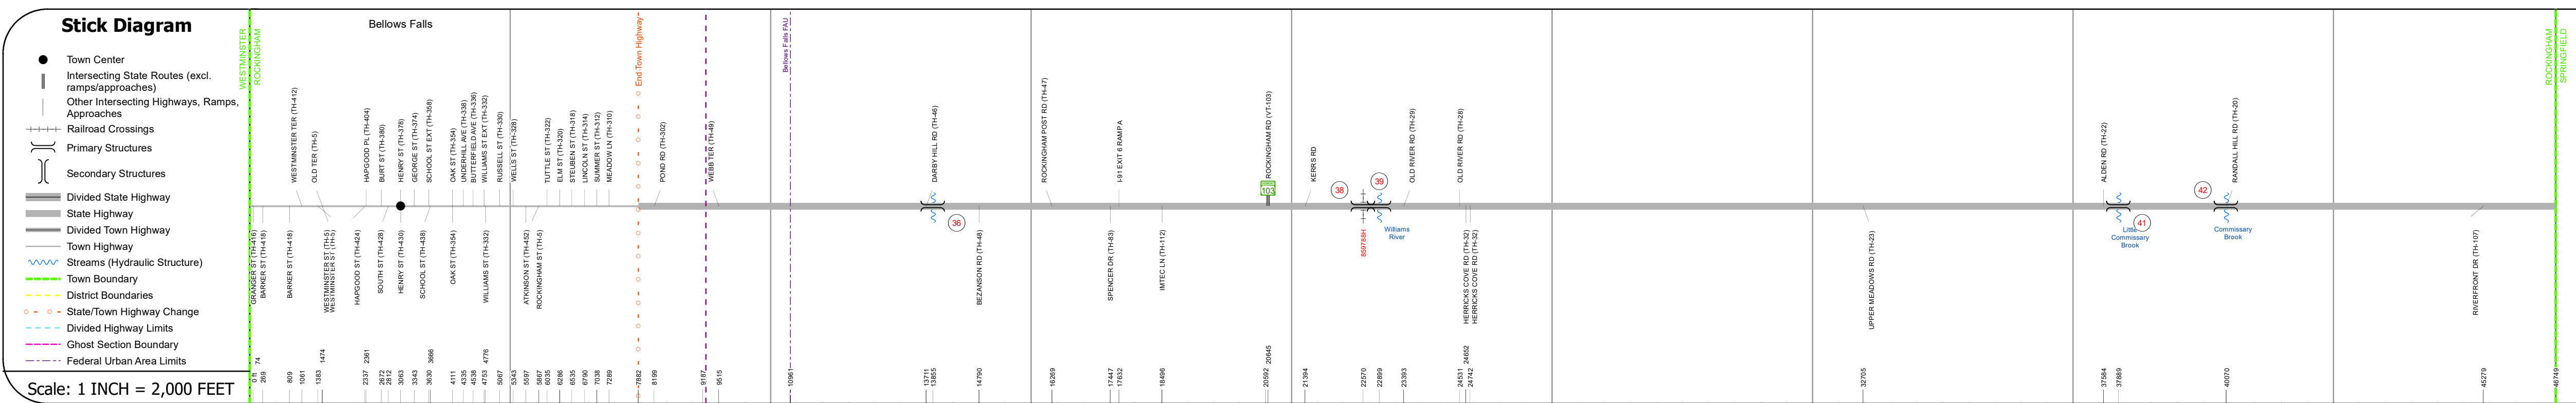 Stick Diagram
Town Center
Intersecting State Routes (excl.
ramps/approaches)
Other Intersecting Highways, Ramps,
Approaches
Railroad Crossings
Primary Structures
Secondary Structures
Divided State Highway
State Highway
Divided Town Highway
Town Highway
Streams (Hydraulic Structure)
Town Boundary
District Boundaries
State/Town Highway Change
Divided Highway Limits
Ghost Section Boundary
Federal Urban Area Limits
Scale: 1 INCH = 2,000 FEET
Bellows Falls
WESTMINSTER
ROCKINGHAM
End Town Highway
Bellows Falls FAU
ROCKINGHAM
SPRINGFIELD
WESTMINSTER TER (TH-412)
OLD TER (TH-5)
HAPGOOD PL (TH-404)
BURT ST (TH-380)
HENRY ST (TH-378)
GEORGE ST (TH-374)
SCHOOL ST EXT (TH-358)
OAK ST (TH-354)
UNDERHILL AVE (TH-338)
BUTTERFIELD AVE (TH-336)
WILLIAMS ST EXT (TH-332)
RUSSELL ST (TH-330)
WELLS ST (TH-328)
TUTTLE ST (TH-322)
ELM ST (TH-320)
STEUBEN ST (TH-318)
LINCOLN ST (TH-314)
SUMMER ST (TH-312)
MEADOW LN (TH-310)
POND RD (TH-302)
WEBB TER (TH-49)
DARBY HILL RD (TH-46)
ROCKINGHAM POST RD (TH-47)
I-91 EXIT 6 RAMP A
ROCKINGHAM RD (VT-103)
103
KERRS RD
38
39
OLD RIVER RD (TH-29)
OLD RIVER RD (TH-28)
ALDEN RD (TH-22)
42
RANDALL HILL RD (TH-20)
GRANGER ST (TH-416)
BARKER ST (TH-418)
BARKER ST (TH-418)
WESTMINSTER ST (TH-5)
WESTMINSTER ST (TH-5)
HAPGOOD ST (TH-424)
SOUTH ST (TH-428)
HENRY ST (TH-430)
SCHOOL ST (TH-438)
OAK ST (TH-354)
WILLIAMS ST (TH-332)
ATKINSON ST (TH-452)
ROCKINGHAM ST (TH-5)
36
BEZANSON RD (TH-48)
SPENCER DR (TH-83)
IMTEC LN (TH-112)
859788H
Williams
River
HERRICKS COVE RD (TH-32)
HERRICKS COVE RD (TH-32)
UPPER MEADOWS RD (TH-23)
41
Little
Commissary
Brook
Commissary
Brook
RIVERFRONT DR (TH-107)
0 ft
74
269
809
1061
1383
1474
2337
2361
2672
2812
3063
3343
3630
3666
4111
4335
4538
4753
4776
5067
5343
5597
5867
6035
6286
6535
6790
7038
7289
7882
8199
9187
9515
10961
13711
13855
14790
16269
17447
17632
18496
20592
20645
21394
22570
22899
23393
24531
24652
24742
32705
37584
37889
40070
45279
46749